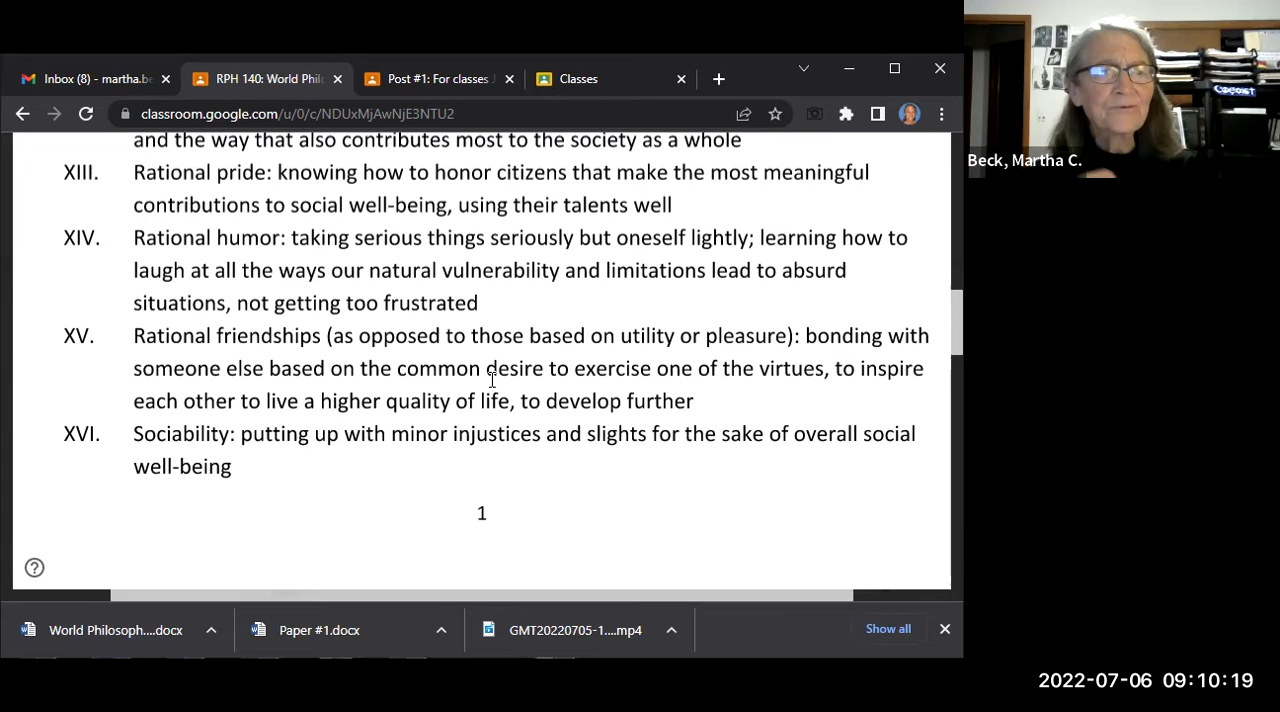 Inbox (8) - martha.be
RPH 140: World Phil
Post #1: For classes J
Classes
classroom.google.com/u/0/c/NDUxMjAwNjE3NTU2
and the way that also contributes most to the society as a whole
XIII. Rational pride: knowing how to honor citizens that make the most meaningful
contributions to social well-being, using their talents well
XIV. Rational humor: taking serious things seriously but oneself lightly; learning how to
laugh at all the ways our natural vulnerability and limitations lead to absurd
situations, not getting too frustrated
XV. Rational friendships (as opposed to those based on utility or pleasure): bonding with
someone else based on the common desire to exercise one of the virtues, to inspire
each other to live a higher quality of life, to develop further
XVI. Sociability: putting up with minor injustices and slights for the sake of overall social
well-being
1
World Philosoph....docx
Paper #1.docx
GMT20220705-1....mp4
Show all
Beck, Martha C.
2022-07-06 09:10:19